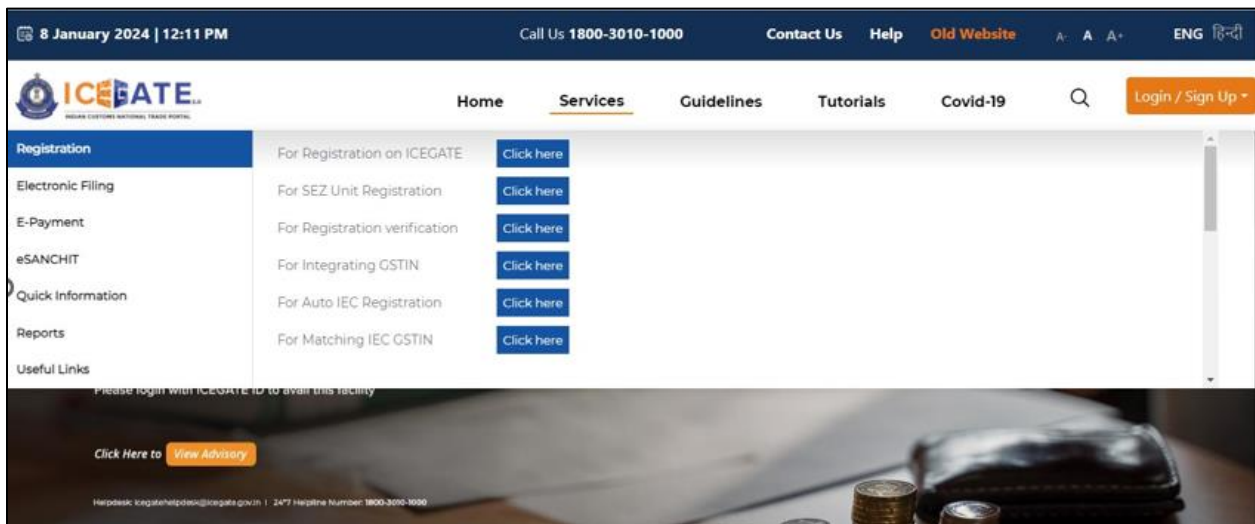 8 January 2024 | 12:11 PM Call Us 1800-3010-1000 Contact Us Help Old Website A- A A+ ENG हिन्दी
ICEGATE
INDIAN CUSTOMS NATIONAL TRADE PORTAL
Home Services Guidelines Tutorials Covid-19 Login / Sign Up
Registration
Electronic Filing
E-Payment
eSANCHIT
Quick Information
Reports
Useful Links
For Registration on ICEGATE Click here
For SEZ Unit Registration Click here
For Registration verification Click here
For Integrating GSTIN Click here
For Auto IEC Registration Click here
For Matching IEC GSTIN Click here
Please login with ICEGATE ID to avail this facility
Click Here to View Advisory
Helpdesk: icegatehelpdesk@icegate.gov.in | 24*7 Helpline Number: 1800-3010-1000